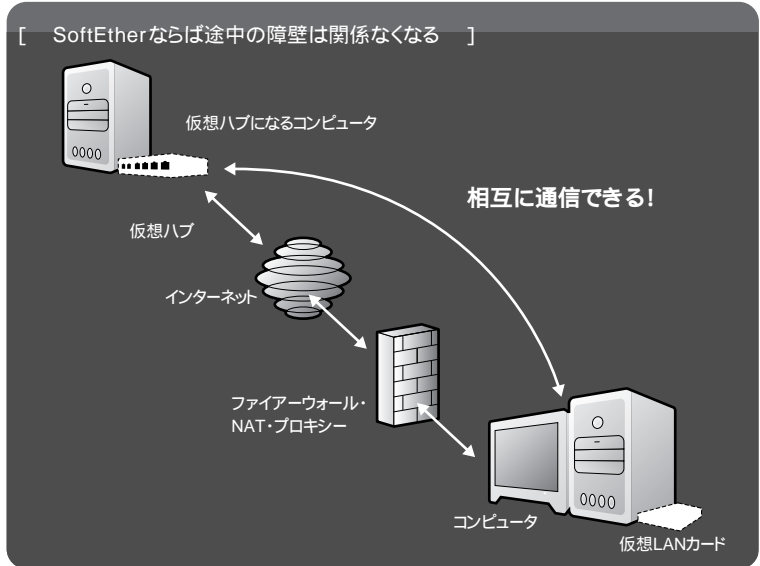 [ SoftEtherならば途中の障壁は関係なくなる ]
仮想ハブになるコンピュータ
相互に通信できる!
仮想ハブ
インターネット
ファイアーウォール・
NAT・プロキシー
コンピュータ
仮想LANカード